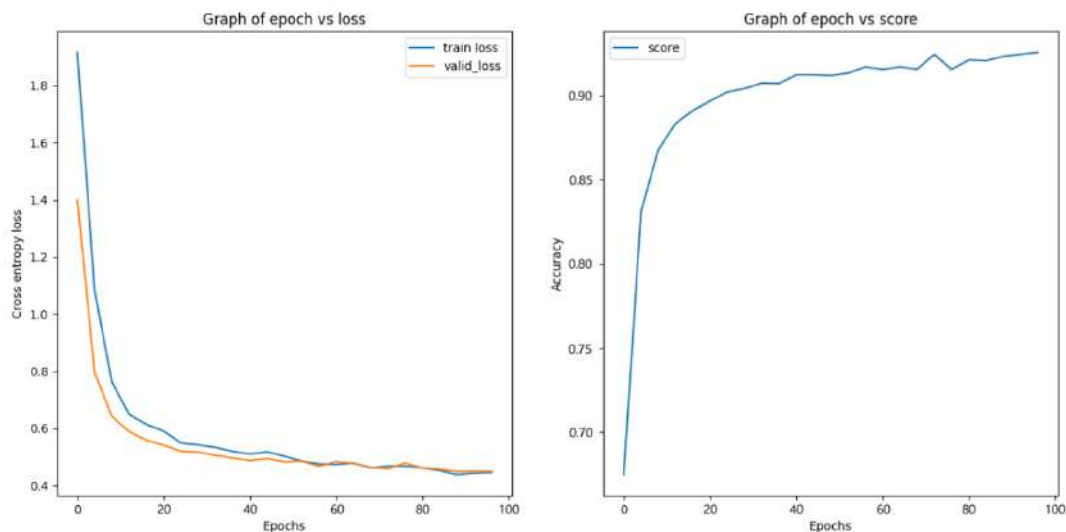 Graph of epoch vs loss
train loss
valid_loss
1.8
1.6
1.4
1.2
1.0
0.8
0.6
0.4
Cross entropy loss
0
20
40
60
80
100
Epochs
Graph of epoch vs score
score
0.90
0.85
0.80
0.75
0.70
Accuracy
0
20
40
60
80
100
Epochs